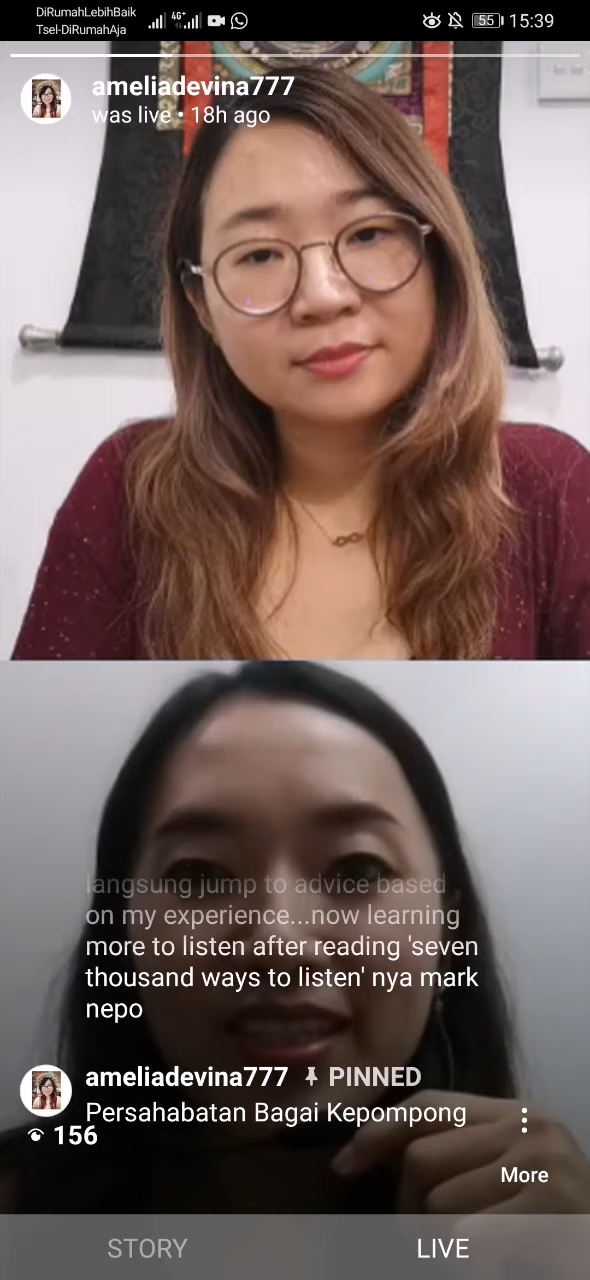 DiRumahLebihBaik
Tsel-DiRumahAja
4G+
55
15:39
ameliadevina777
was live • 18h ago
langsung jump to advice based
on my experience...now learning
more to listen after reading 'seven
thousand ways to listen' nya mark
nepo
ameliadevina777 PINNED
Persahabatan Bagai Kepompong
156
More
STORY
LIVE